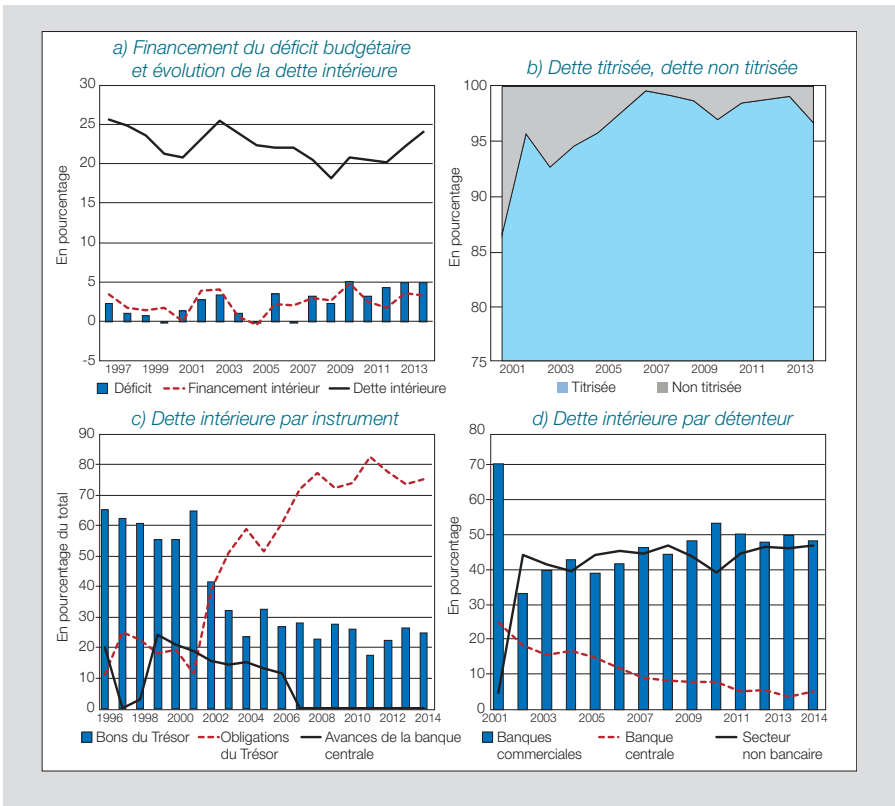 a) Financement du déficit budgétaire
et évolution de la dette intérieure
En pourcentage
30
25
20
15
10
5
0
-5
1997 1999 2001 2003 2005 2007 2009 2011 2013
Déficit Financement intérieur Dette intérieure
b) Dette titrisée, dette non titrisée
En pourcentage
100
95
90
85
80
75
2001 2003 2005 2007 2009 2011 2013
Titrisée Non titrisée
c) Dette intérieure par instrument
En pourcentage du total
90
80
70
60
50
40
30
20
10
0
1996 1998 2000 2002 2004 2006 2008 2010 2012 2014
Bons du Trésor Obligations Avances de la banque
du Trésor centrale
d) Dette intérieure par détenteur
En pourcentage
80
70
60
50
40
30
20
10
0
2001 2003 2005 2007 2009 2011 2013 2014
Banques Banque Secteur
commerciales centrale non bancaire